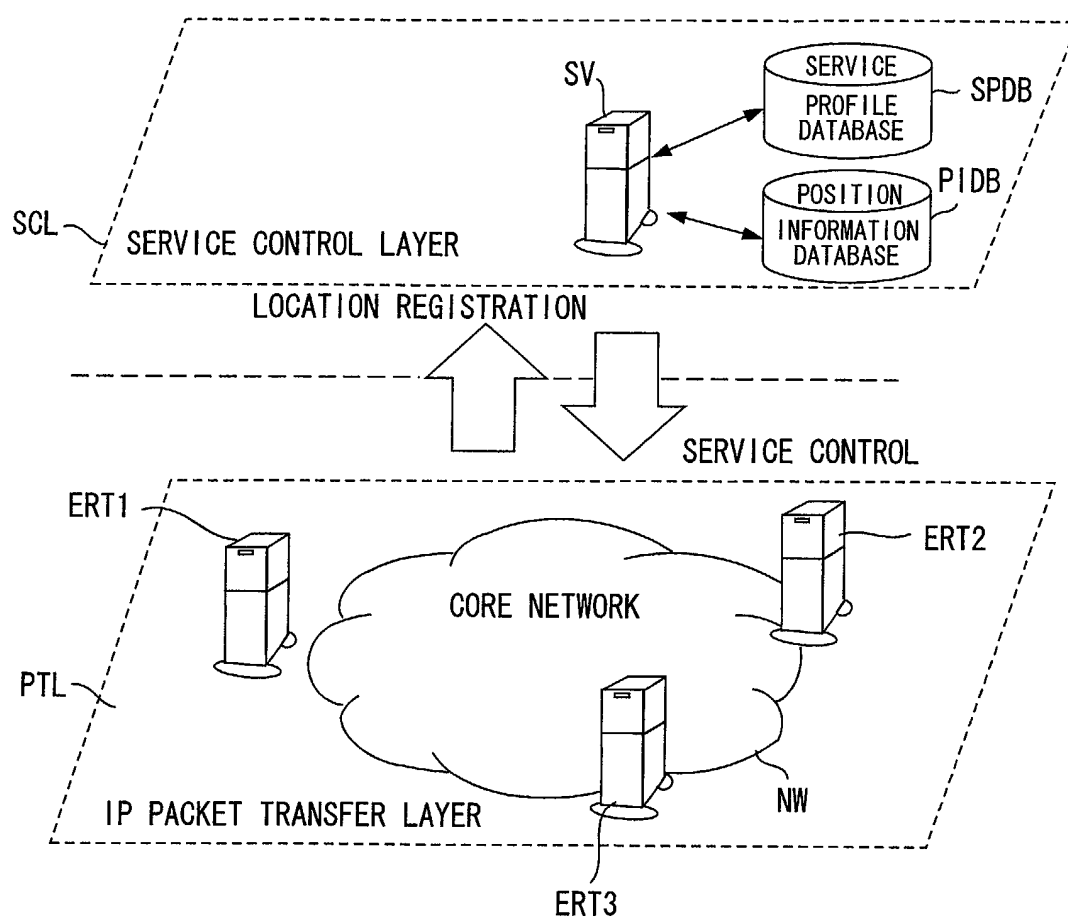 SV
SERVICE
PROFILE
DATABASE
SPDB
POSITION
INFORMATION
DATABASE
PIDB
SCL
SERVICE CONTROL LAYER
LOCATION REGISTRATION
SERVICE CONTROL
ERT1
ERT2
CORE NETWORK
PTL
NW
IP PACKET TRANSFER LAYER
ERT3